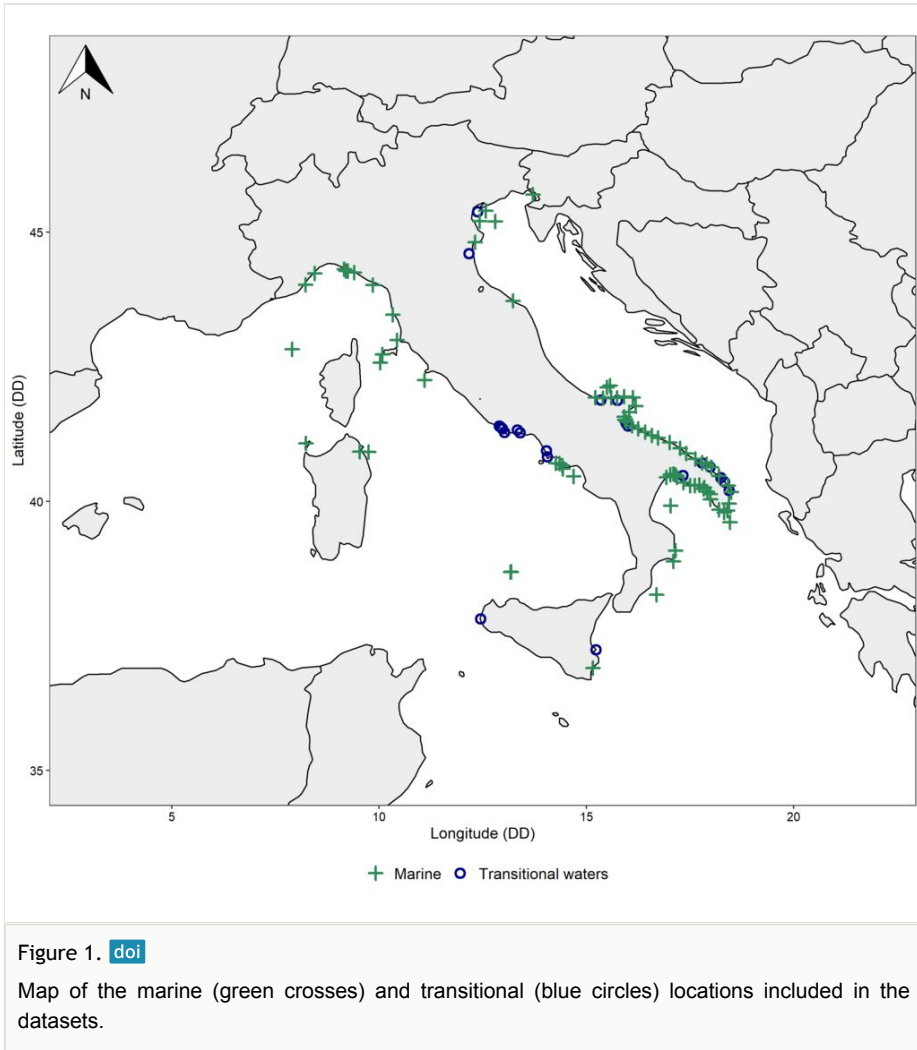 N
45
40
35
Latitude (DD)
5 10 15 20
Longitude (DD)
Marine Transitional waters
Figure 1. doi
Map of the marine (green crosses) and transitional (blue circles) locations included in the
datasets.